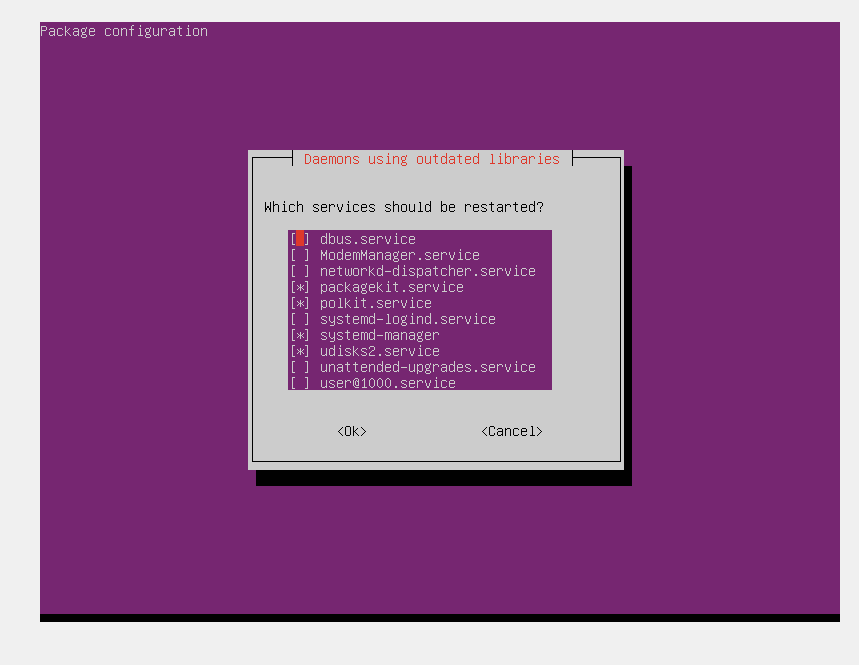 Package configuration
Daemons using outdated libraries
Which services should be restarted?
[ ] dbus.service
[ ] ModemManager.service
[ ] networkd-dispatcher.service
[*] packagekit.service
[*] polkit.service
[ ] systemd-logind.service
[*] systemd-manager
[*] udisks2.service
[ ] unattended-upgrades.service
[ ] user@1000.service
<Ok> <Cancel>